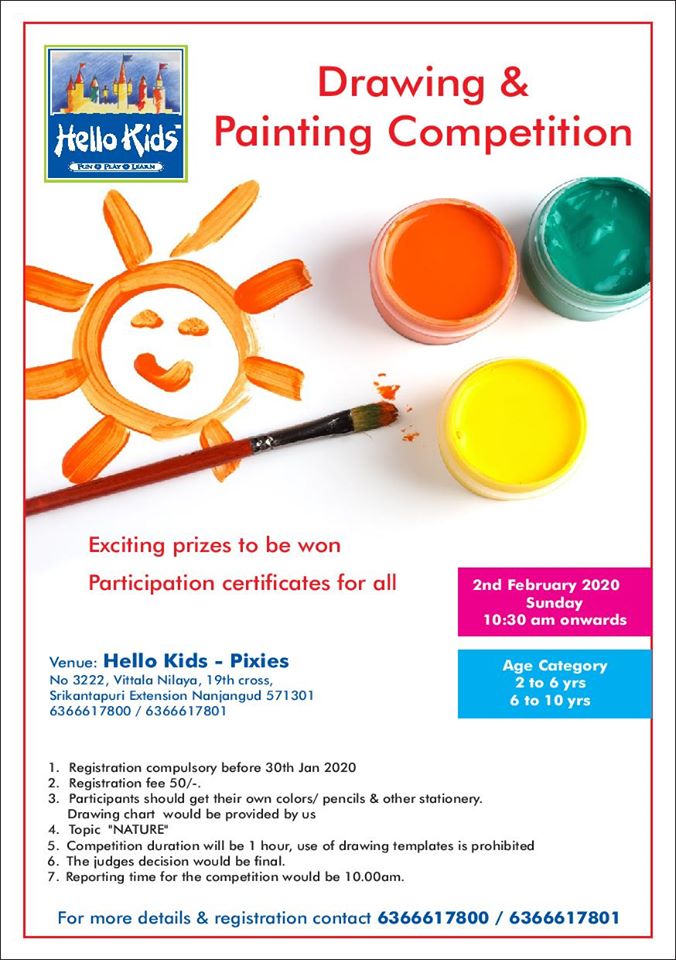 Hello Kids™
FUN PLAY LEARN
Drawing &
Painting Competition
Exciting prizes to be won
Participation certificates for all
2nd February 2020
Sunday
10:30 am onwards
Venue: Hello Kids - Pixies
No 3222, Vittala Nilaya, 19th cross,
Srikantapuri Extension Nanjangud 571301
6366617800 / 6366617801
Age Category
2 to 6 yrs
6 to 10 yrs
1. Registration compulsory before 30th Jan 2020
2. Registration fee 50/-.
3. Participants should get their own colors/ pencils & other stationery.
Drawing chart would be provided by us
4. Topic "NATURE"
5. Competition duration will be 1 hour, use of drawing templates is prohibited
6. The judges decision would be final.
7. Reporting time for the competition would be 10.00am.
For more details & registration contact 6366617800 / 6366617801